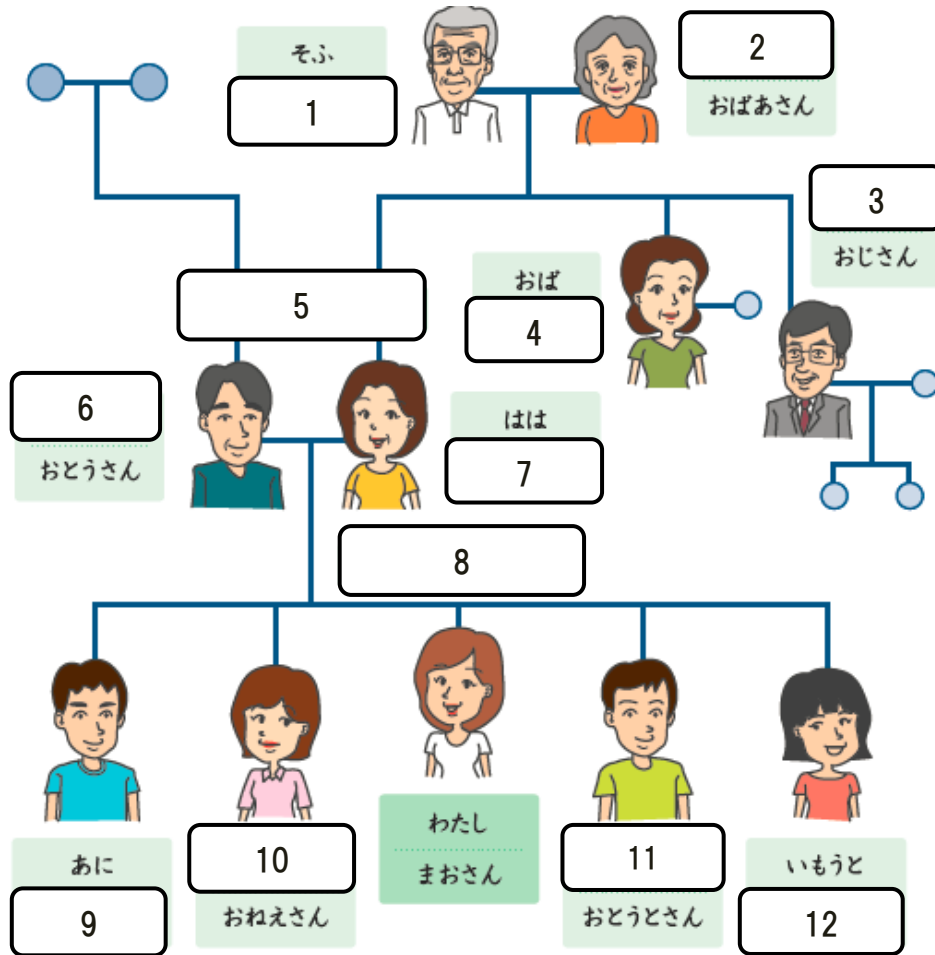 そふ
1
2
おばあさん
3
おじさん
おば
4
5
6
おとうさん
はは
7
8
あに
9
10
おねえさん
わたし
まおさん
11
おとうとさん
いもうと
12